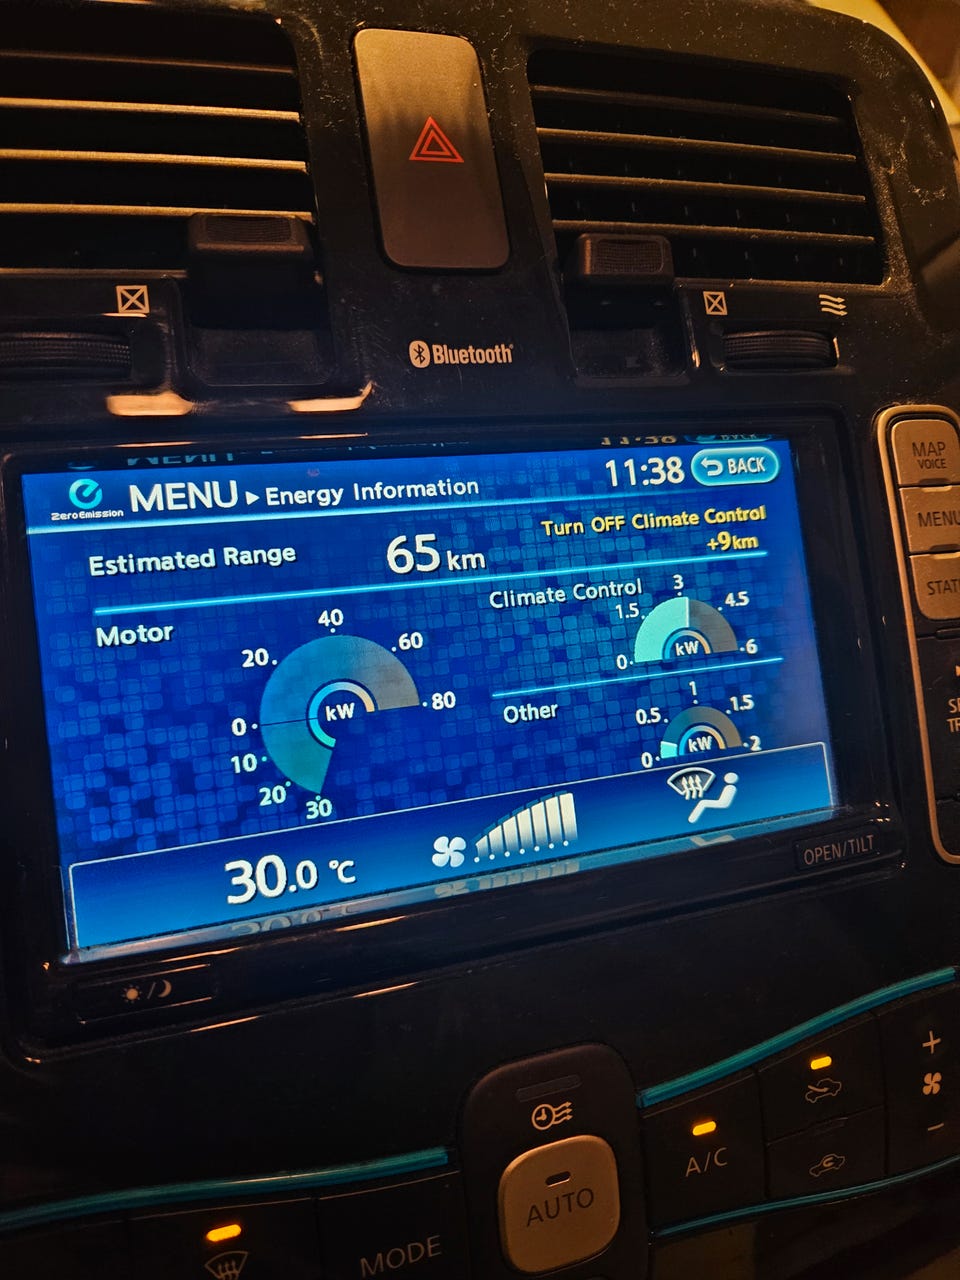 Bluetooth
MAP
VOICE
MENU
MENU ▸ Energy Information
11:38
BACK
Zero Emission
Estimated Range
65 km
Turn OFF Climate Control
+9km
Motor
40
20
60
0
80
10
20
30
kW
Climate Control
3
1.5
4.5
0
6
kW
Other
1
0.5
1.5
0
2
kW
30.0 °C
OPEN/TILT
AUTO
A/C
MODE